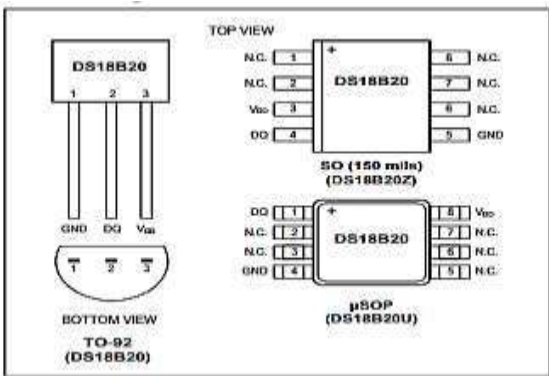 TOP VIEW
DS18B20
1 2 3
GND DQ VDD
1 2 3
BOTTOM VIEW
TO-92
(DS18B20)
N.C. 1
N.C. 2
VDD 3
DQ 4
+
DS18B20
8 N.C.
7 N.C.
6 N.C.
5 GND
SO (150 mils)
(DS18B20Z)
DQ 1
N.C. 2
N.C. 3
GND 4
+
DS18B20
8 VDD
7 N.C.
6 N.C.
5 N.C.
µSOP
(DS18B20U)